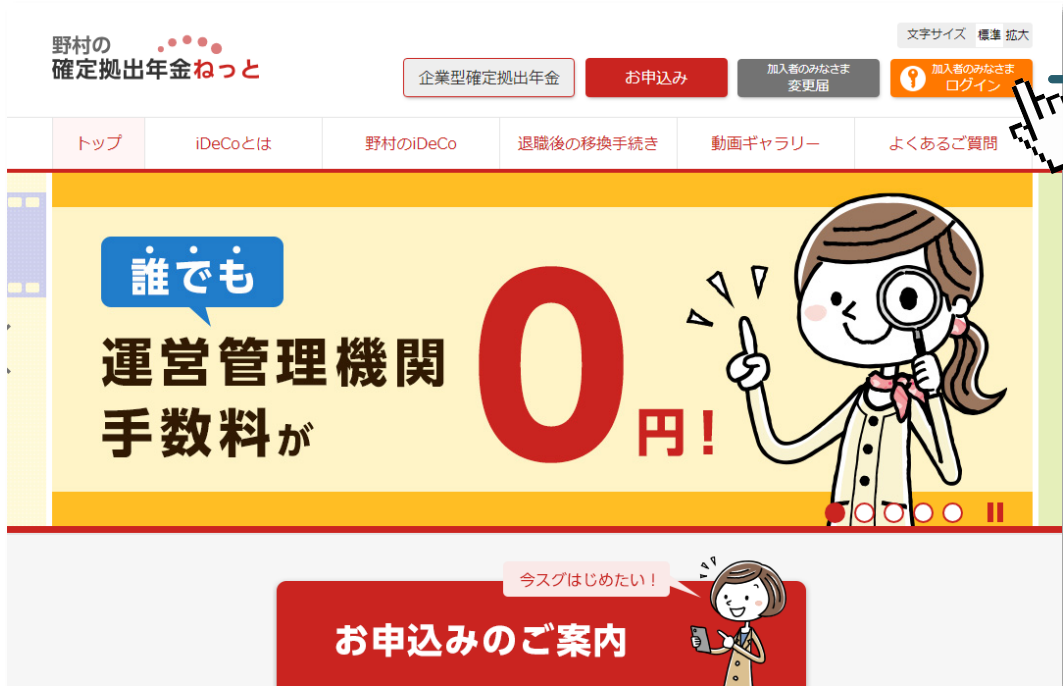 文字サイズ 標準 拡大
野村の
確定拠出年金ねっと
企業型確定拠出年金
お申込み
加入者のみなさま
変更届
加入者のみなさま
ログイン
トップ
iDeCoとは
野村のiDeCo
退職後の移換手続き
動画ギャラリー
よくあるご質問
誰でも
運営管理機関
手数料が
0円!
今スグはじめたい!
お申込みのご案内